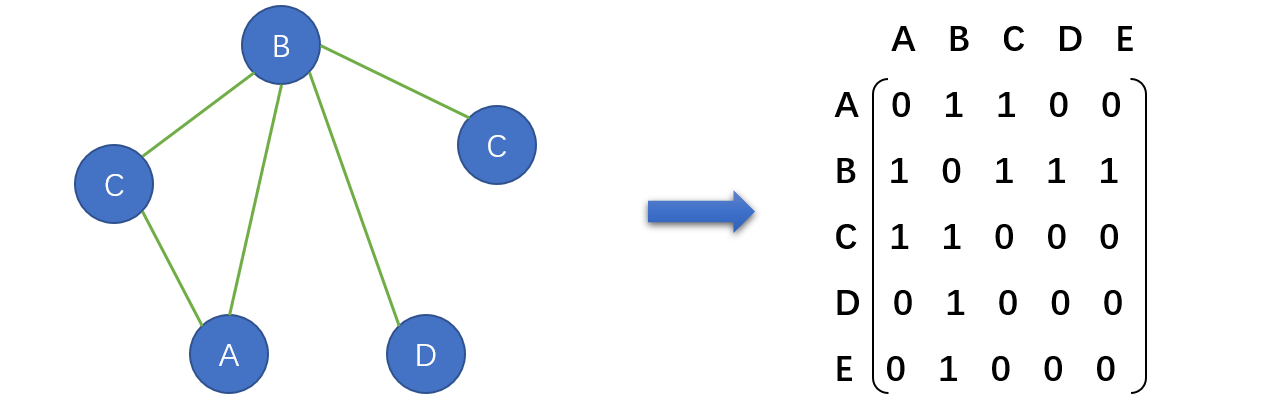 B
C
C
A
D
A B C D E
A 0 1 1 0 0
B 1 0 1 1 1
C 1 1 0 0 0
D 0 1 0 0 0
E 0 1 0 0 0